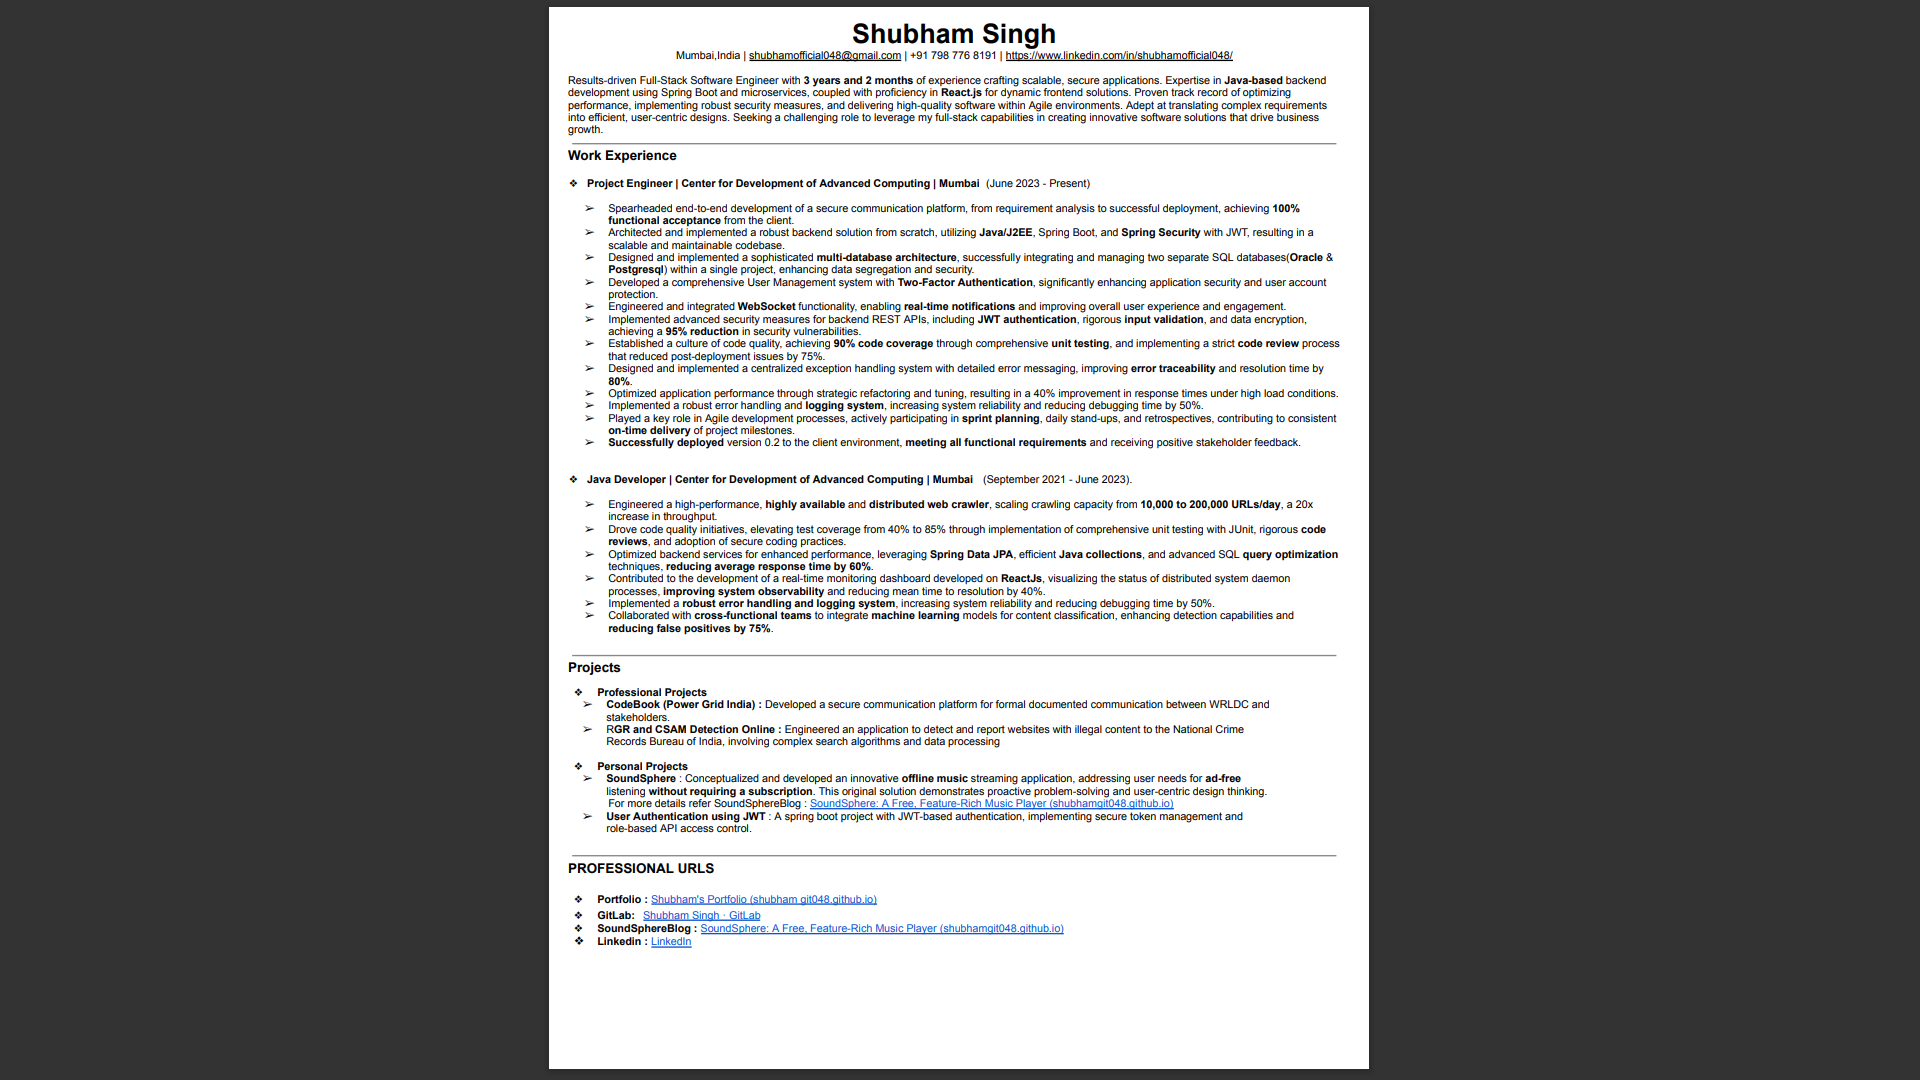 Shubham Singh
Mumbai,India | shubhamofficial048@gmail.com | +91 798 776 8191 | https://www.linkedin.com/in/shubhamofficial048/
Results-driven Full-Stack Software Engineer with 3 years and 2 months of experience crafting scalable, secure applications. Expertise in Java-based backend
development using Spring Boot and microservices, coupled with proficiency in React.js for dynamic frontend solutions. Proven track record of optimizing
performance, implementing robust security measures, and delivering high-quality software within Agile environments. Adept at translating complex requirements
into efficient, user-centric designs. Seeking a challenging role to leverage my full-stack capabilities in creating innovative software solutions that drive business
growth.
Work Experience
❖ Project Engineer | Center for Development of Advanced Computing | Mumbai (June 2023 - Present)
➢ Spearheaded end-to-end development of a secure communication platform, from requirement analysis to successful deployment, achieving 100%
functional acceptance from the client.
➢ Architected and implemented a robust backend solution from scratch, utilizing Java/J2EE, Spring Boot, and Spring Security with JWT, resulting in a
scalable and maintainable codebase.
➢ Designed and implemented a sophisticated multi-database architecture, successfully integrating and managing two separate SQL databases(Oracle &
Postgresql) within a single project, enhancing data segregation and security.
➢ Developed a comprehensive User Management system with Two-Factor Authentication, significantly enhancing application security and user account
protection.
➢ Engineered and integrated WebSocket functionality, enabling real-time notifications and improving overall user experience and engagement.
➢ Implemented advanced security measures for backend REST APIs, including JWT authentication, rigorous input validation, and data encryption,
achieving a 95% reduction in security vulnerabilities.
➢ Established a culture of code quality, achieving 90% code coverage through comprehensive unit testing, and implementing a strict code review process
that reduced post-deployment issues by 75%.
➢ Designed and implemented a centralized exception handling system with detailed error messaging, improving error traceability and resolution time by
80%.
➢ Optimized application performance through strategic refactoring and tuning, resulting in a 40% improvement in response times under high load conditions.
➢ Implemented a robust error handling and logging system, increasing system reliability and reducing debugging time by 50%.
➢ Played a key role in Agile development processes, actively participating in sprint planning, daily stand-ups, and retrospectives, contributing to consistent
on-time delivery of project milestones.
➢ Successfully deployed version 0.2 to the client environment, meeting all functional requirements and receiving positive stakeholder feedback.
❖ Java Developer | Center for Development of Advanced Computing | Mumbai (September 2021 - June 2023).
➢ Engineered a high-performance, highly available and distributed web crawler, scaling crawling capacity from 10,000 to 200,000 URLs/day, a 20x
increase in throughput.
➢ Drove code quality initiatives, elevating test coverage from 40% to 85% through implementation of comprehensive unit testing with JUnit, rigorous code
reviews, and adoption of secure coding practices.
➢ Optimized backend services for enhanced performance, leveraging Spring Data JPA, efficient Java collections, and advanced SQL query optimization
techniques, reducing average response time by 60%.
➢ Contributed to the development of a real-time monitoring dashboard developed on ReactJs, visualizing the status of distributed system daemon
processes, improving system observability and reducing mean time to resolution by 40%.
➢ Implemented a robust error handling and logging system, increasing system reliability and reducing debugging time by 50%.
➢ Collaborated with cross-functional teams to integrate machine learning models for content classification, enhancing detection capabilities and
reducing false positives by 75%.
Projects
❖ Professional Projects
➢ CodeBook (Power Grid India) : Developed a secure communication platform for formal documented communication between WRLDC and
stakeholders.
➢ RGR and CSAM Detection Online : Engineered an application to detect and report websites with illegal content to the National Crime
Records Bureau of India, involving complex search algorithms and data processing
❖ Personal Projects
➢ SoundSphere : Conceptualized and developed an innovative offline music streaming application, addressing user needs for ad-free
listening without requiring a subscription. This original solution demonstrates proactive problem-solving and user-centric design thinking.
For more details refer SoundSphereBlog : SoundSphere: A Free, Feature-Rich Music Player (shubhamgit048.github.io)
➢ User Authentication using JWT : A spring boot project with JWT-based authentication, implementing secure token management and
role-based API access control.
PROFESSIONAL URLS
❖ Portfolio : Shubham's Portfolio (shubham git048.github.io)
❖ GitLab: Shubham Singh · GitLab
❖ SoundSphereBlog : SoundSphere: A Free, Feature-Rich Music Player (shubhamgit048.github.io)
❖ Linkedin : LinkedIn